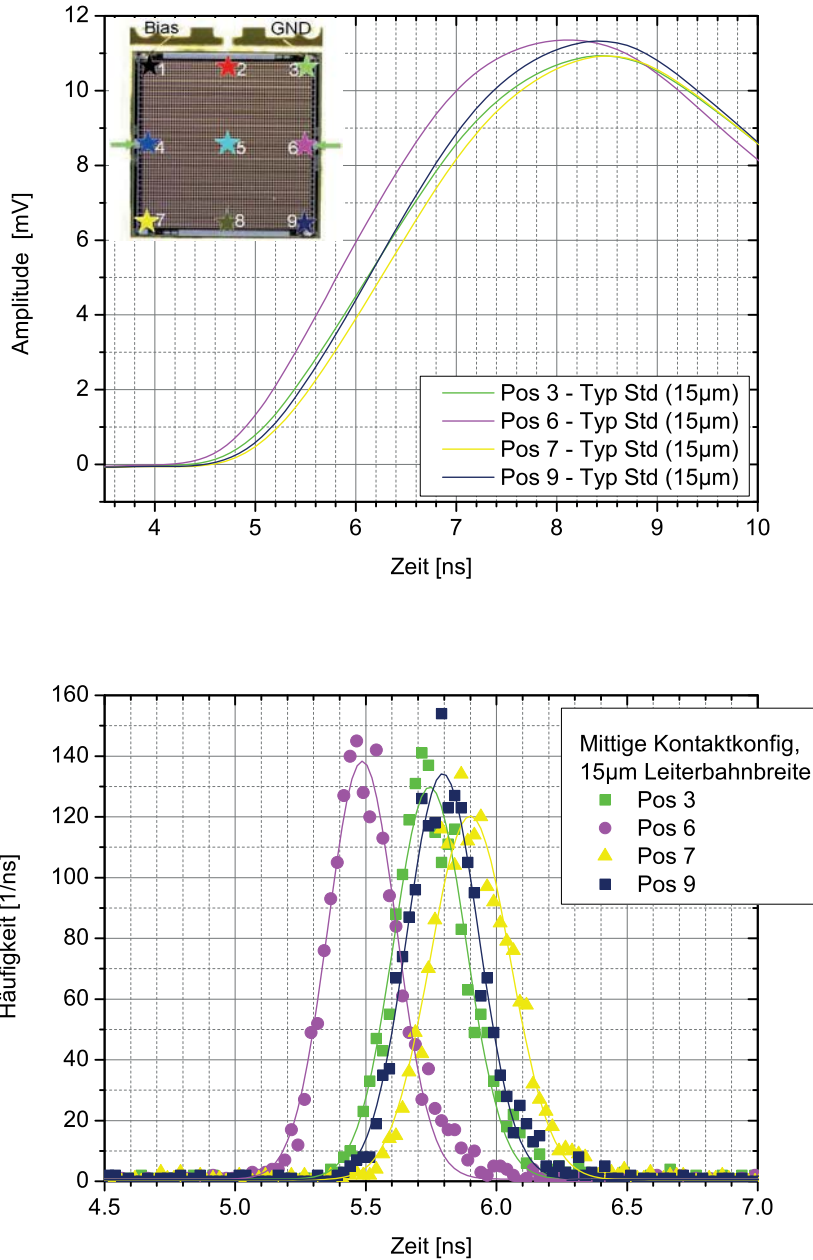 12
10
8
6
4
2
0
Amplitude [mV]
Bias
GND
1
2
3
4
5
6
7
8
9
Pos 3 - Typ Std (15µm)
Pos 6 - Typ Std (15µm)
Pos 7 - Typ Std (15µm)
Pos 9 - Typ Std (15µm)
4 5 6 7 8 9 10
Zeit [ns]
160
140
120
100
80
60
40
20
0
Häufigkeit [1/ns]
Mittige Kontaktkonfig,
15µm Leiterbahnbreite
Pos 3
Pos 6
Pos 7
Pos 9
4.5 5.0 5.5 6.0 6.5 7.0
Zeit [ns]